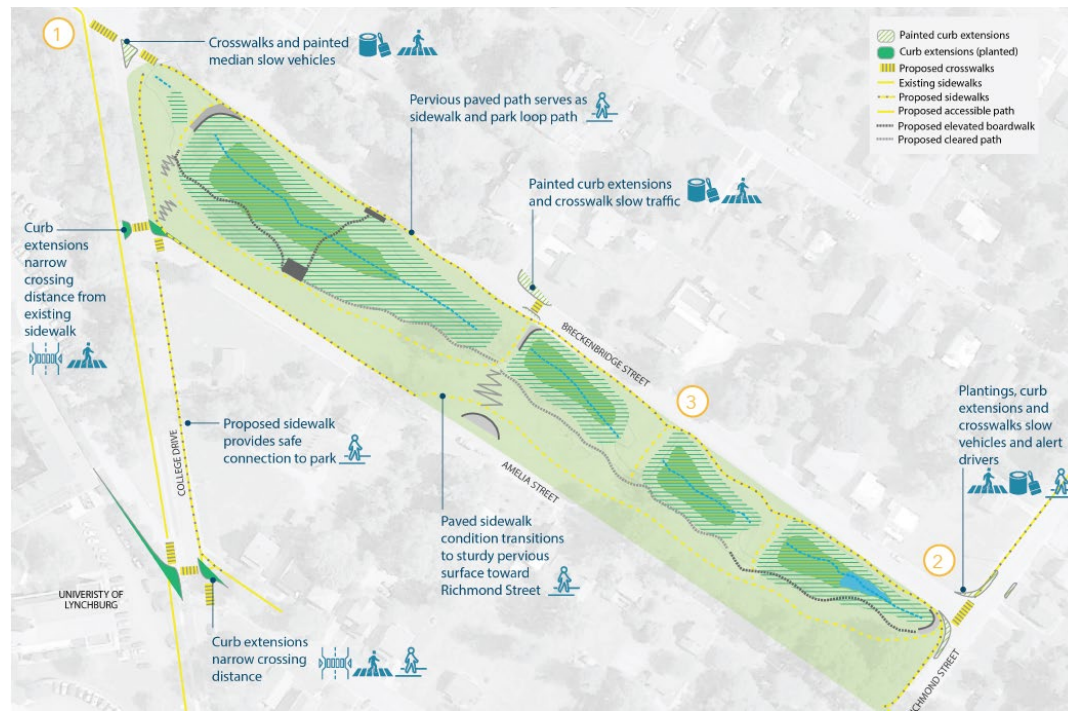 1
Crosswalks and painted
median slow vehicles
Painted curb extensions
Curb extensions (planted)
Proposed crosswalks
Existing sidewalks
Proposed sidewalks
Proposed accessible path
Proposed elevated boardwalk
Proposed cleared path
Pervious paved path serves as
sidewalk and park loop path
Painted curb extensions
and crosswalk slow traffic
Curb
extensions
narrow
crossing
distance from
existing
sidewalk
BRECKENBRIDGE STREET
3
Plantings, curb
extensions and
crosswalks slow
vehicles and alert
drivers
Proposed sidewalk
provides safe
connection to park
COLLEGE DRIVE
AMELIA STREET
Paved sidewalk
condition transitions
to sturdy pervious
surface toward
Richmond Street
2
UNIVERISTY OF
LYNCHBURG
Curb extensions
narrow crossing
distance
RICHMOND STREET